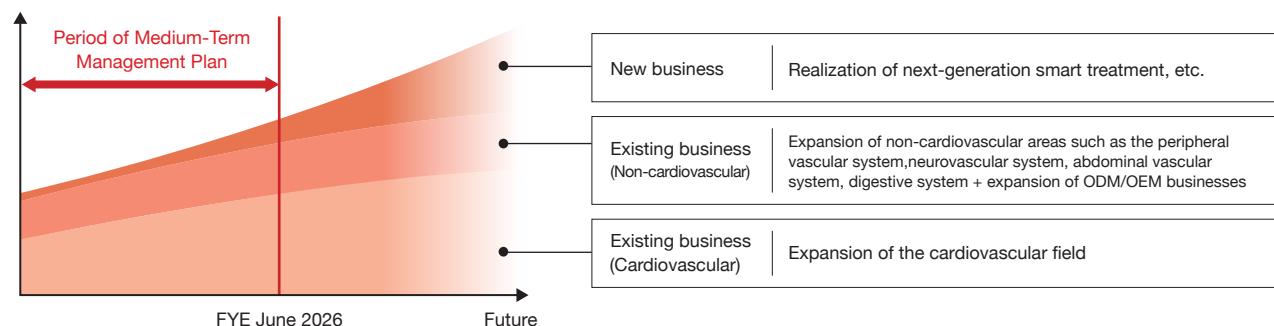 Period of Medium-Term
Management Plan
New business
Realization of next-generation smart treatment, etc.
Existing business
(Non-cardiovascular)
Expansion of non-cardiovascular areas such as the peripheral
vascular system,neurovascular system, abdominal vascular
system, digestive system + expansion of ODM/OEM businesses
Existing business
(Cardiovascular)
Expansion of the cardiovascular field
FYE June 2026
Future